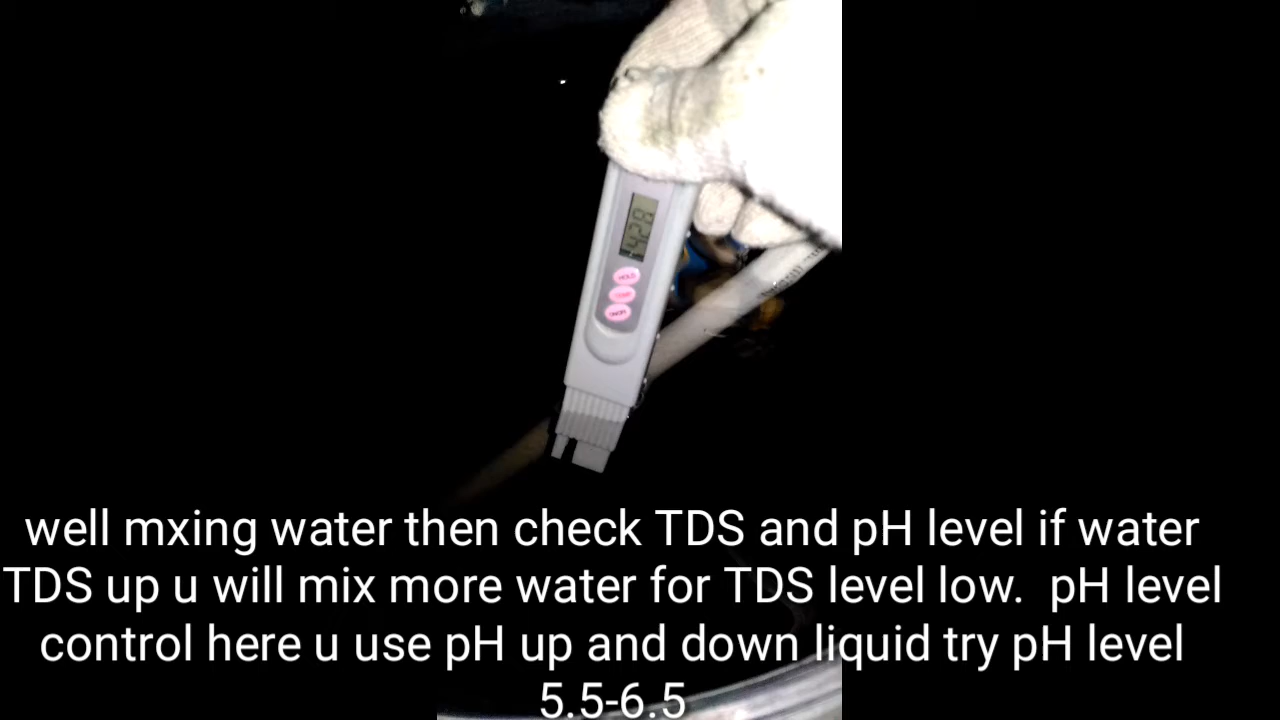 428
HOLD
well mxing water then check TDS and pH level if water
TDS up u will mix more water for TDS level low.  pH level
control here u use pH up and down liquid try pH level
5.5-6.5